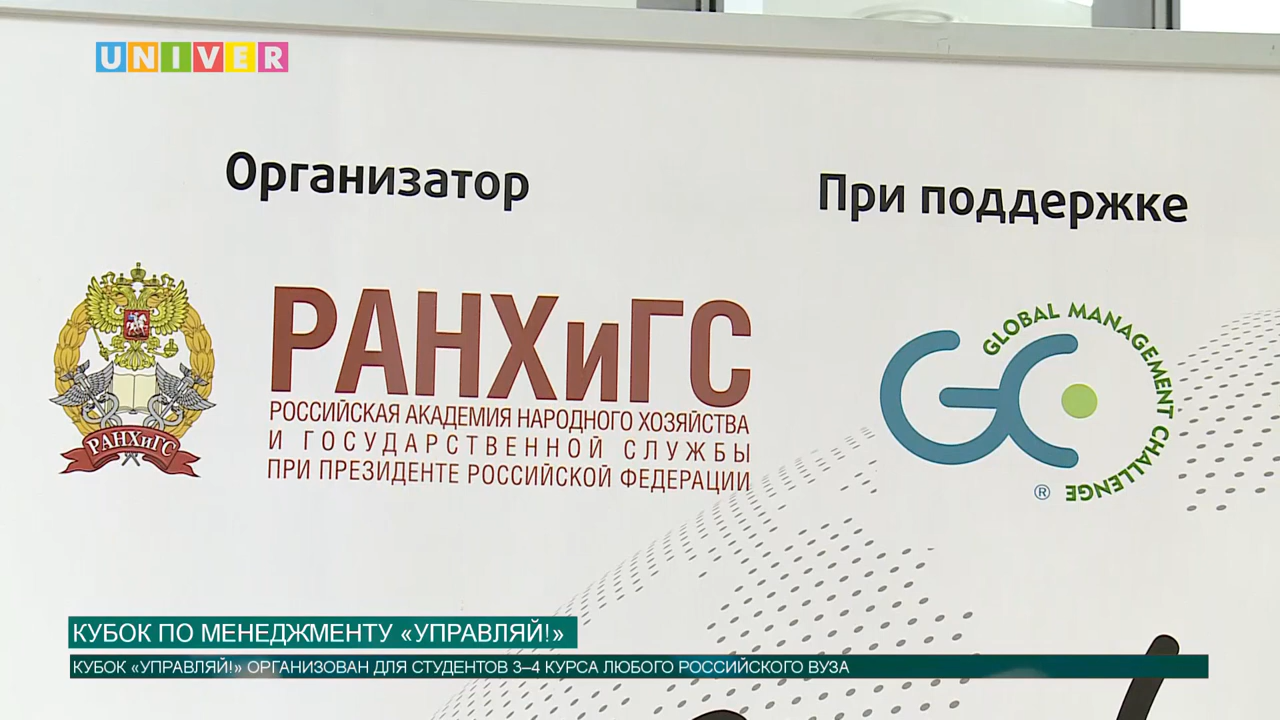 UNIVER
Организатор
При поддержке
РАНХиГС
РОССИЙСКАЯ АКАДЕМИЯ НАРОДНОГО ХОЗЯЙСТВА
И ГОСУДАРСТВЕННОЙ СЛУЖБЫ
ПРИ ПРЕЗИДЕНТЕ РОССИЙСКОЙ ФЕДЕРАЦИИ
РАНХиГС
GLOBAL MANAGEMENT CHALLENGE
GC
®
КУБОК ПО МЕНЕДЖМЕНТУ «УПРАВЛЯЙ!»
КУБОК «УПРАВЛЯЙ!» ОРГАНИЗОВАН ДЛЯ СТУДЕНТОВ 3–4 КУРСА ЛЮБОГО РОССИЙСКОГО ВУЗА